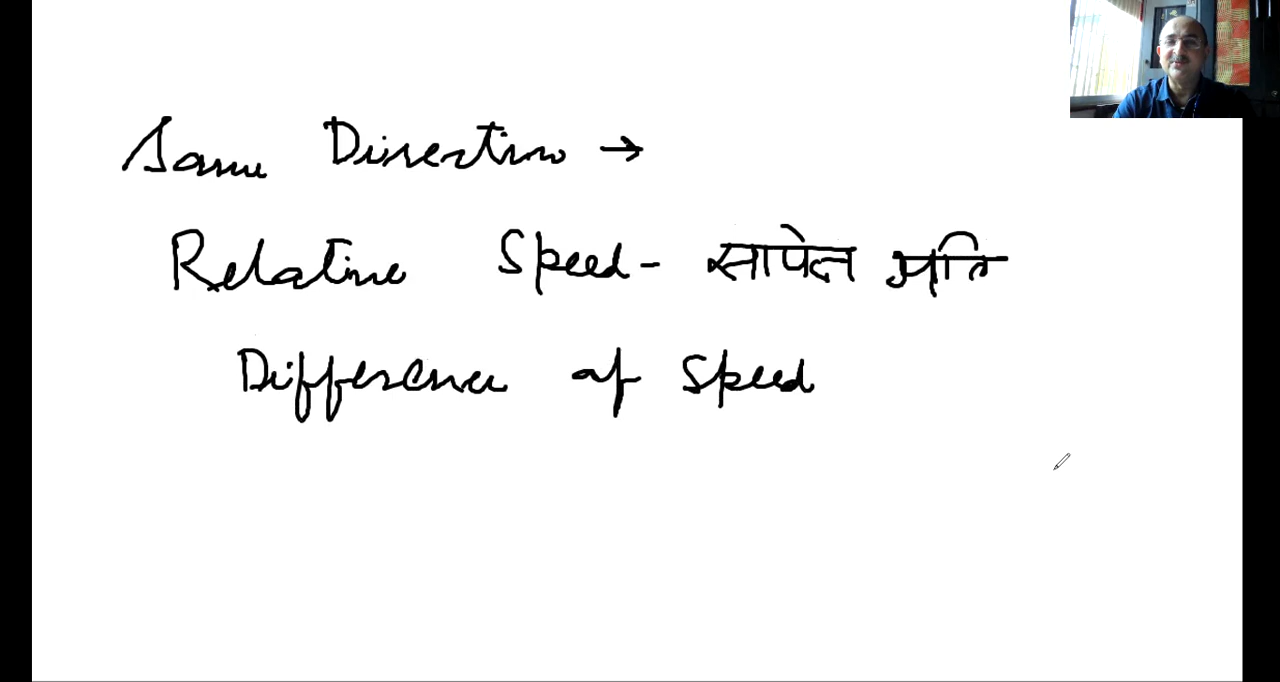 Same Direction →
Relative Speed - सापेक्ष गति
Difference of Speed